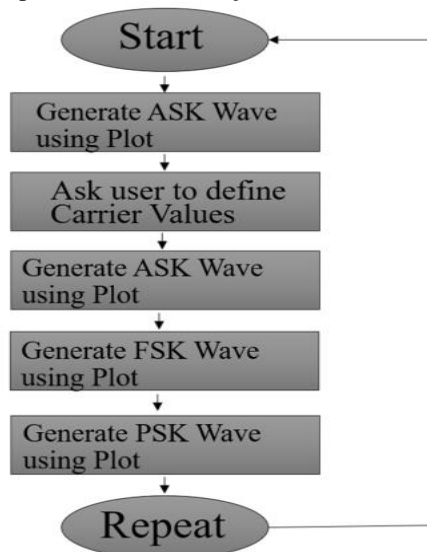 Start
Generate ASK Wave
using Plot
Ask user to define
Carrier Values
Generate ASK Wave
using Plot
Generate FSK Wave
using Plot
Generate PSK Wave
using Plot
Repeat